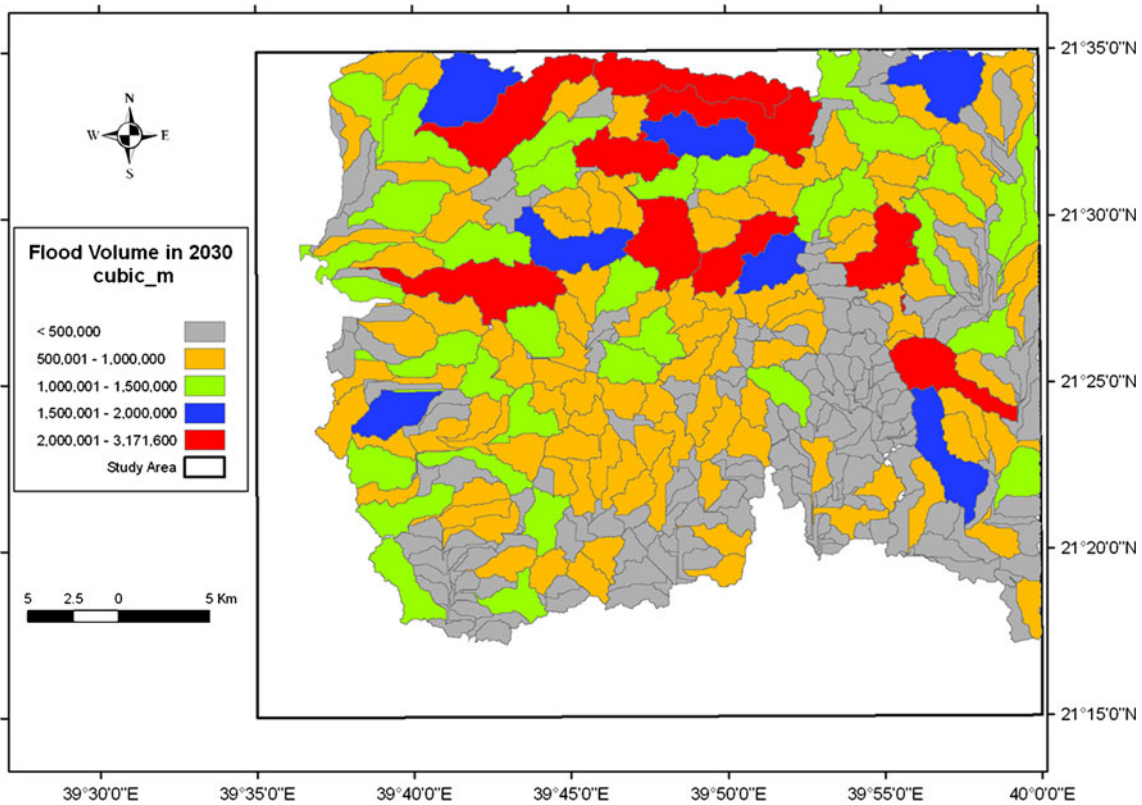 N
W E
S
Flood Volume in 2030
cubic_m
< 500,000
500,001 - 1,000,000
1,000,001 - 1,500,000
1,500,001 - 2,000,000
2,000,001 - 3,171,600
Study Area
5 2.5 0 5 Km
21°35'0"N
21°30'0"N
21°25'0"N
21°20'0"N
21°15'0"N
39°30'0"E 39°35'0"E 39°40'0"E 39°45'0"E 39°50'0"E 39°55'0"E 40°0'0"E